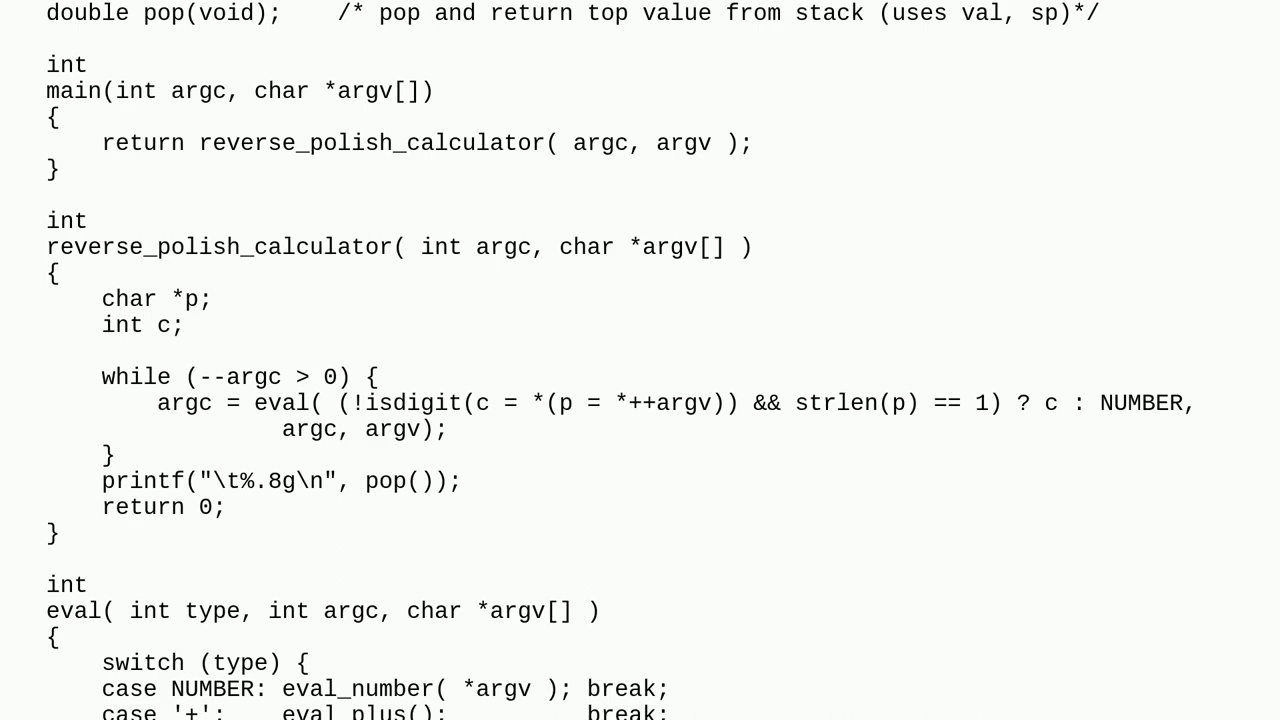 double pop(void);    /* pop and return top value from stack (uses val, sp)*/

int
main(int argc, char *argv[])
{
    return reverse_polish_calculator( argc, argv );
}

int
reverse_polish_calculator( int argc, char *argv[] )
{
    char *p;
    int c;

    while (--argc > 0) {
        argc = eval( (!isdigit(c = *(p = *++argv)) && strlen(p) == 1) ? c : NUMBER,
                 argc, argv);
    }
    printf("\t%.8g\n", pop());
    return 0;
}

int
eval( int type, int argc, char *argv[] )
{
    switch (type) {
    case NUMBER: eval_number( *argv ); break;
    case '+':    eval_plus();          break;